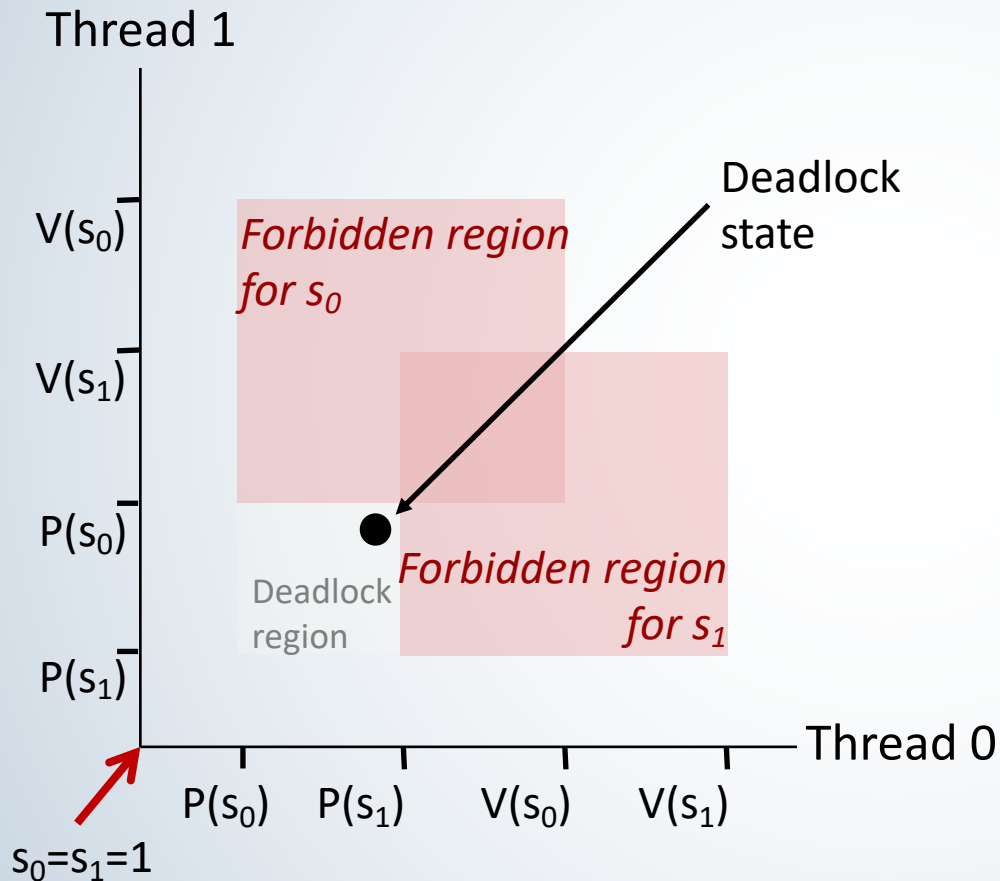 Thread 1
Deadlock
state
V(s₀)
Forbidden region
for s₀
V(s₁)
P(s₀)
Forbidden region
for s₁
Deadlock
region
P(s₁)
Thread 0
P(s₀) P(s₁) V(s₀) V(s₁)
s₀=s₁=1